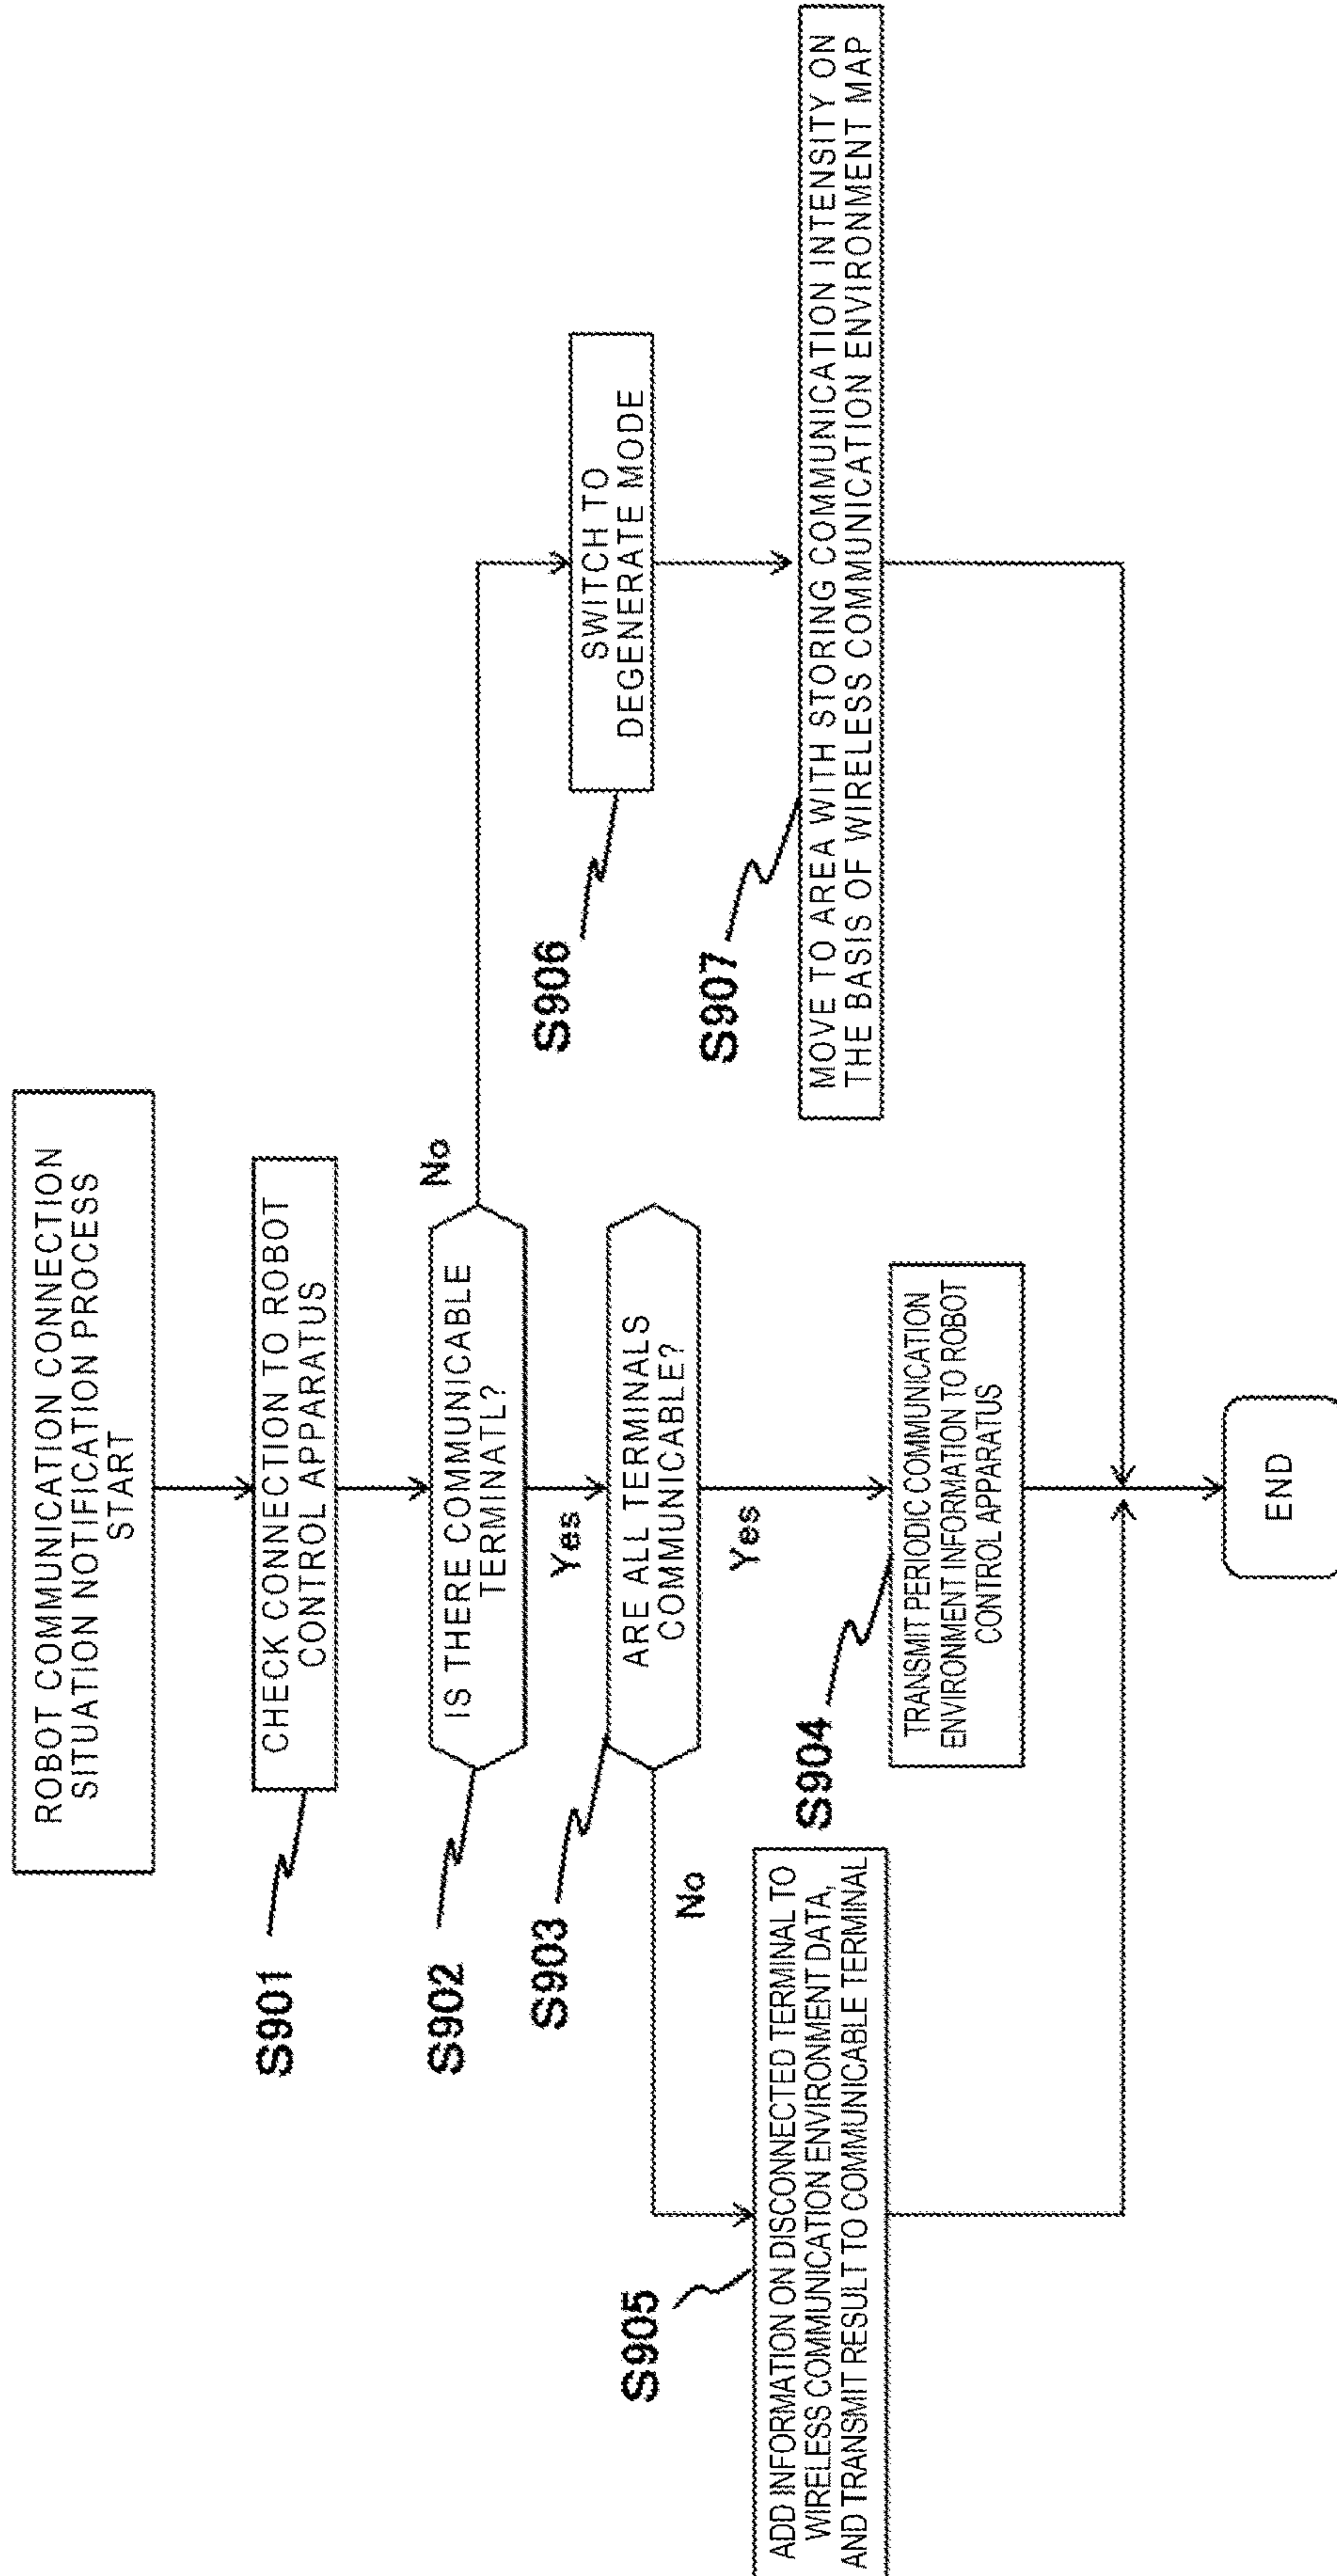 ROBOT COMMUNICATION CONNECTION
SITUATION NOTIFICATION PROCESS
START
S901
CHECK CONNECTION TO ROBOT
CONTROL APPARATUS
S902
IS THERE COMMUNICABLE
TERMINATL?
No
Yes
S903
ARE ALL TERMINALS
COMMUNICABLE?
No
Yes
S906
SWITCH TO
DEGENERATE MODE
S905
ADD INFORMATION ON DISCONNECTED TERMINAL TO
WIRELESS COMMUNICATION ENVIRONMENT DATA,
AND TRANSMIT RESULT TO COMMUNICABLE TERMINAL
S904
TRANSMIT PERIODIC COMMUNICATION
ENVIRONMENT INFORMATION TO ROBOT
CONTROL APPARATUS
S907
MOVE TO AREA WITH STORING COMMUNICATION INTENSITY ON
THE BASIS OF WIRELESS COMMUNICATION ENVIRONMENT MAP
END